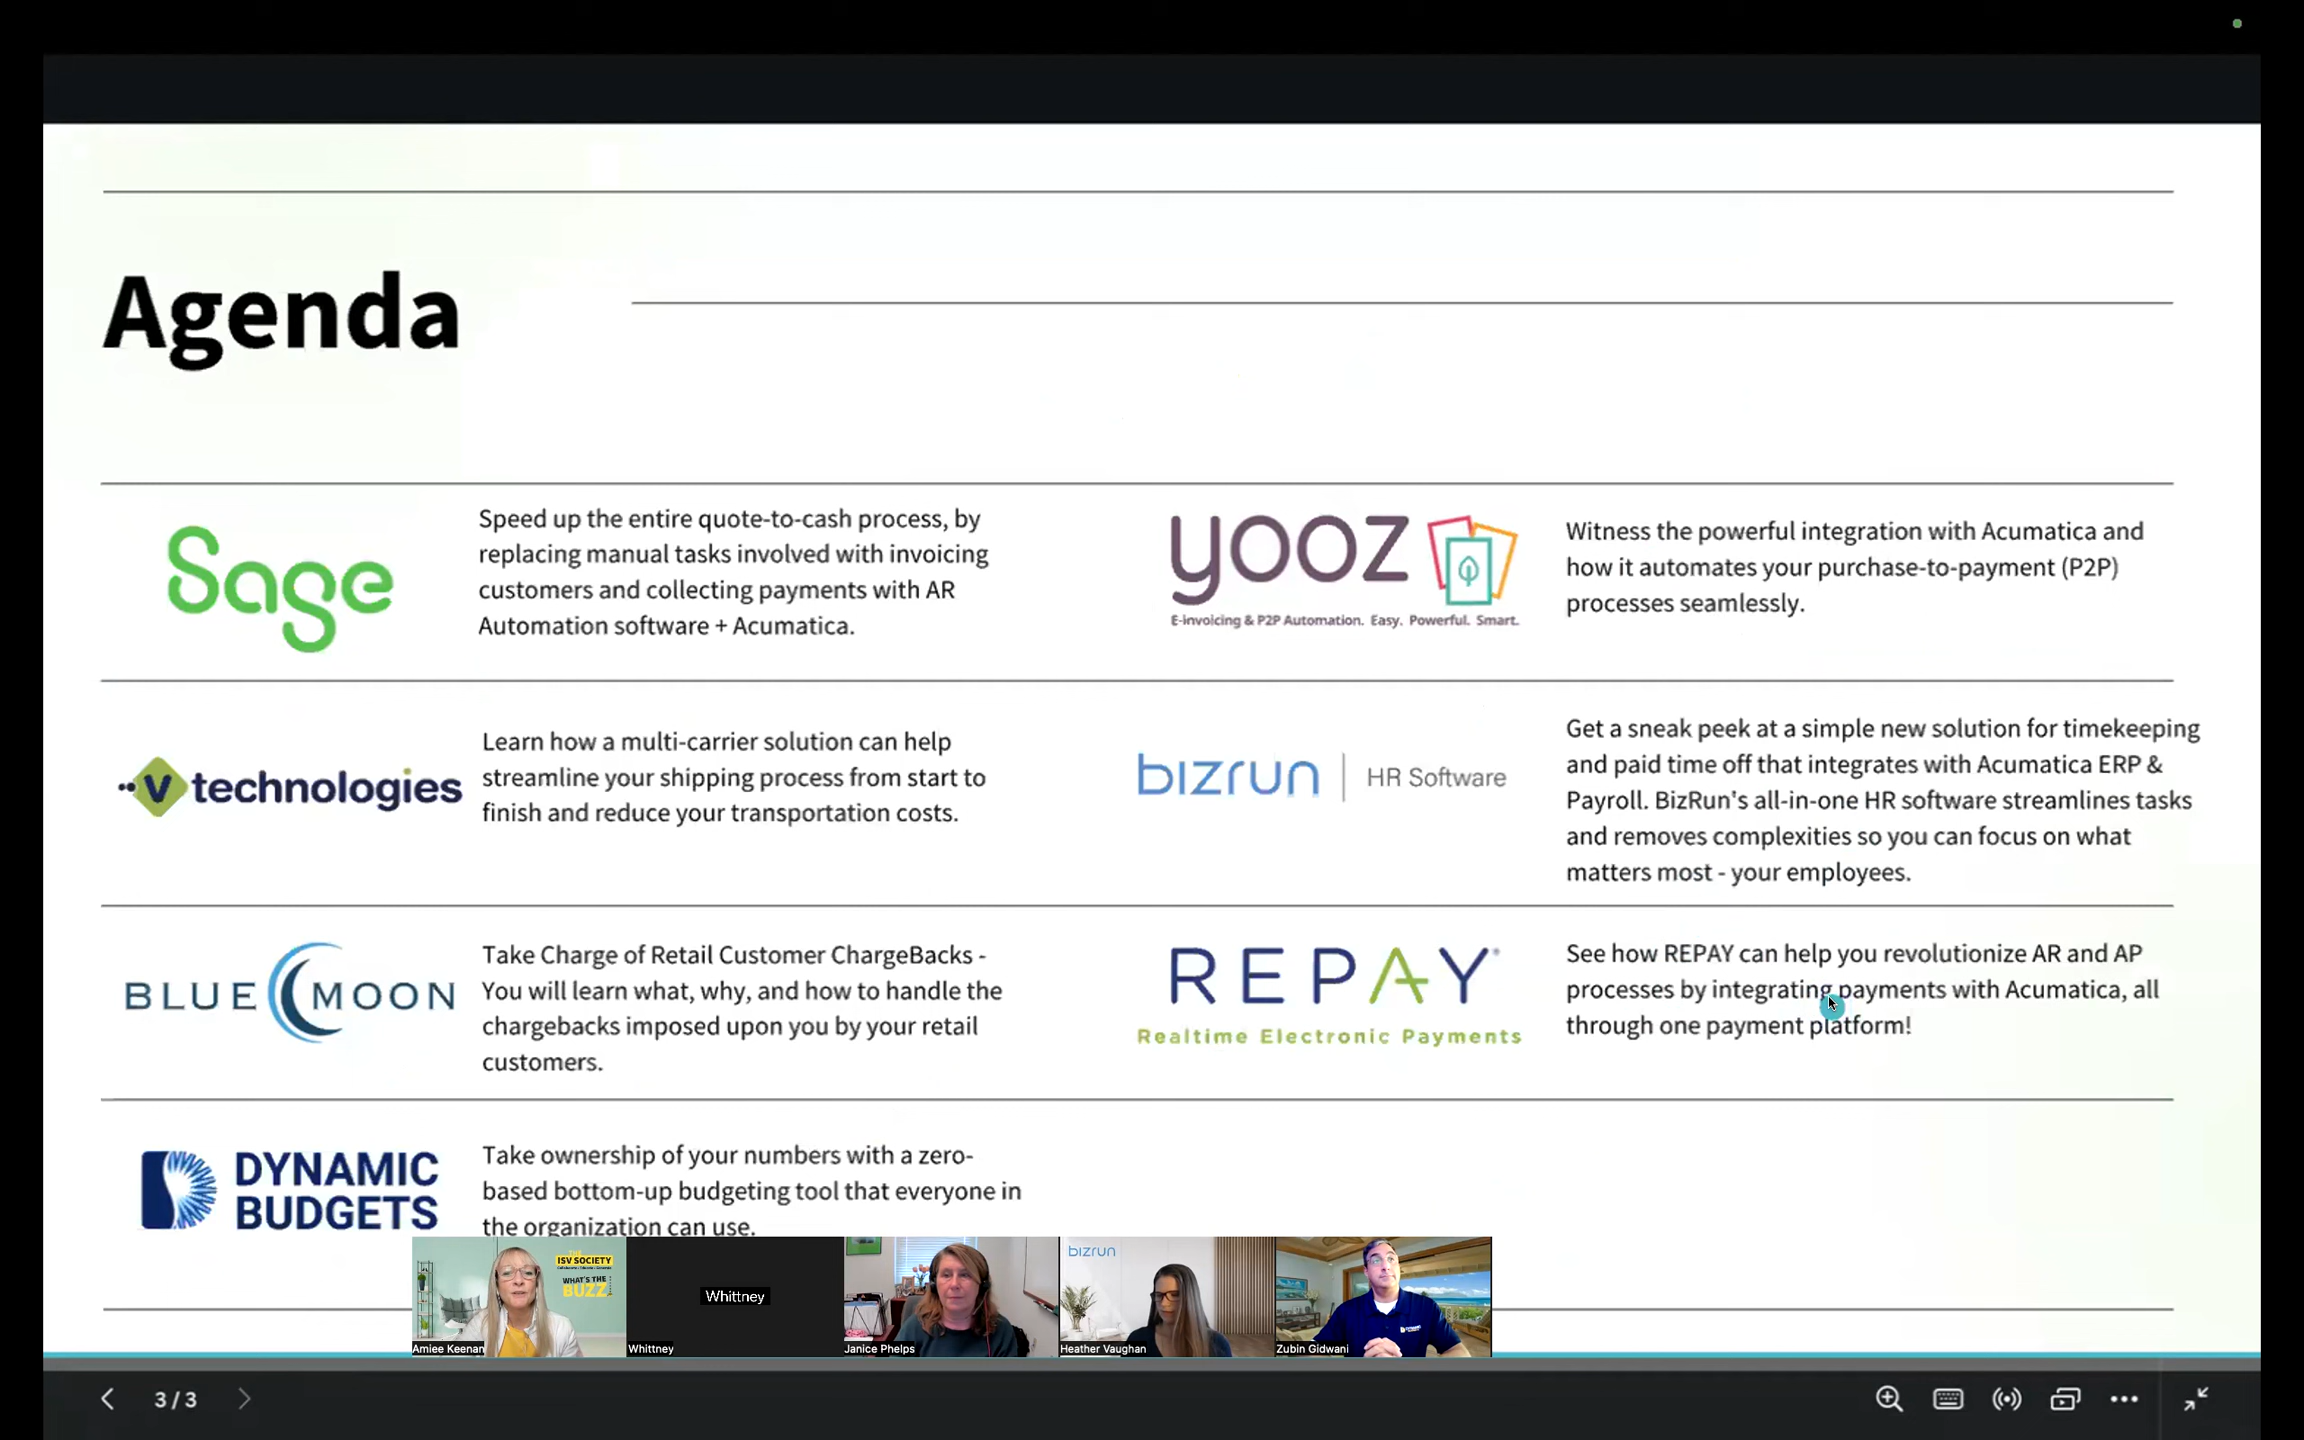 Agenda
Sage
Speed up the entire quote-to-cash process, by
replacing manual tasks involved with invoicing
customers and collecting payments with AR
Automation software + Acumatica.
yooz
E-invoicing & P2P Automation. Easy. Powerful. Smart.
Witness the powerful integration with Acumatica and
how it automates your purchase-to-payment (P2P)
processes seamlessly.
V technologies
Learn how a multi-carrier solution can help
streamline your shipping process from start to
finish and reduce your transportation costs.
bizrun | HR Software
Get a sneak peek at a simple new solution for timekeeping
and paid time off that integrates with Acumatica ERP &
Payroll. BizRun's all-in-one HR software streamlines tasks
and removes complexities so you can focus on what
matters most - your employees.
BLUE MOON
Take Charge of Retail Customer ChargeBacks -
You will learn what, why, and how to handle the
chargebacks imposed upon you by your retail
customers.
REPAY
Realtime Electronic Payments
See how REPAY can help you revolutionize AR and AP
processes by integrating payments with Acumatica, all
through one payment platform!
DYNAMIC
BUDGETS
Take ownership of your numbers with a zero-
based bottom-up budgeting tool that everyone in
the organization can use.
ISV SOCIETY
WHAT'S THE
BUZZ
Amiee Keenan
Whittney
Whittney
Janice Phelps
bizrun
Heather Vaughan
Zubin Gidwani
3 / 3